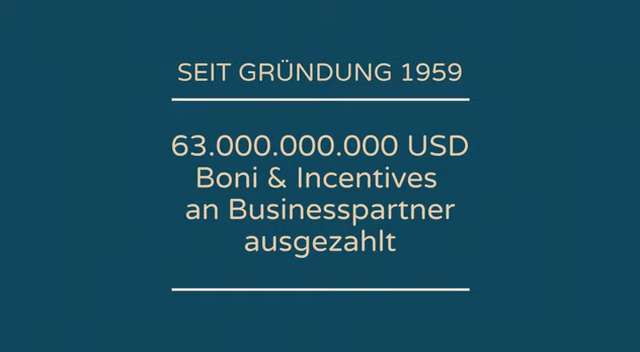 SEIT GRÜNDUNG 1959
63.000.000.000 USD
Boni & Incentives
an Businesspartner
ausgezahlt